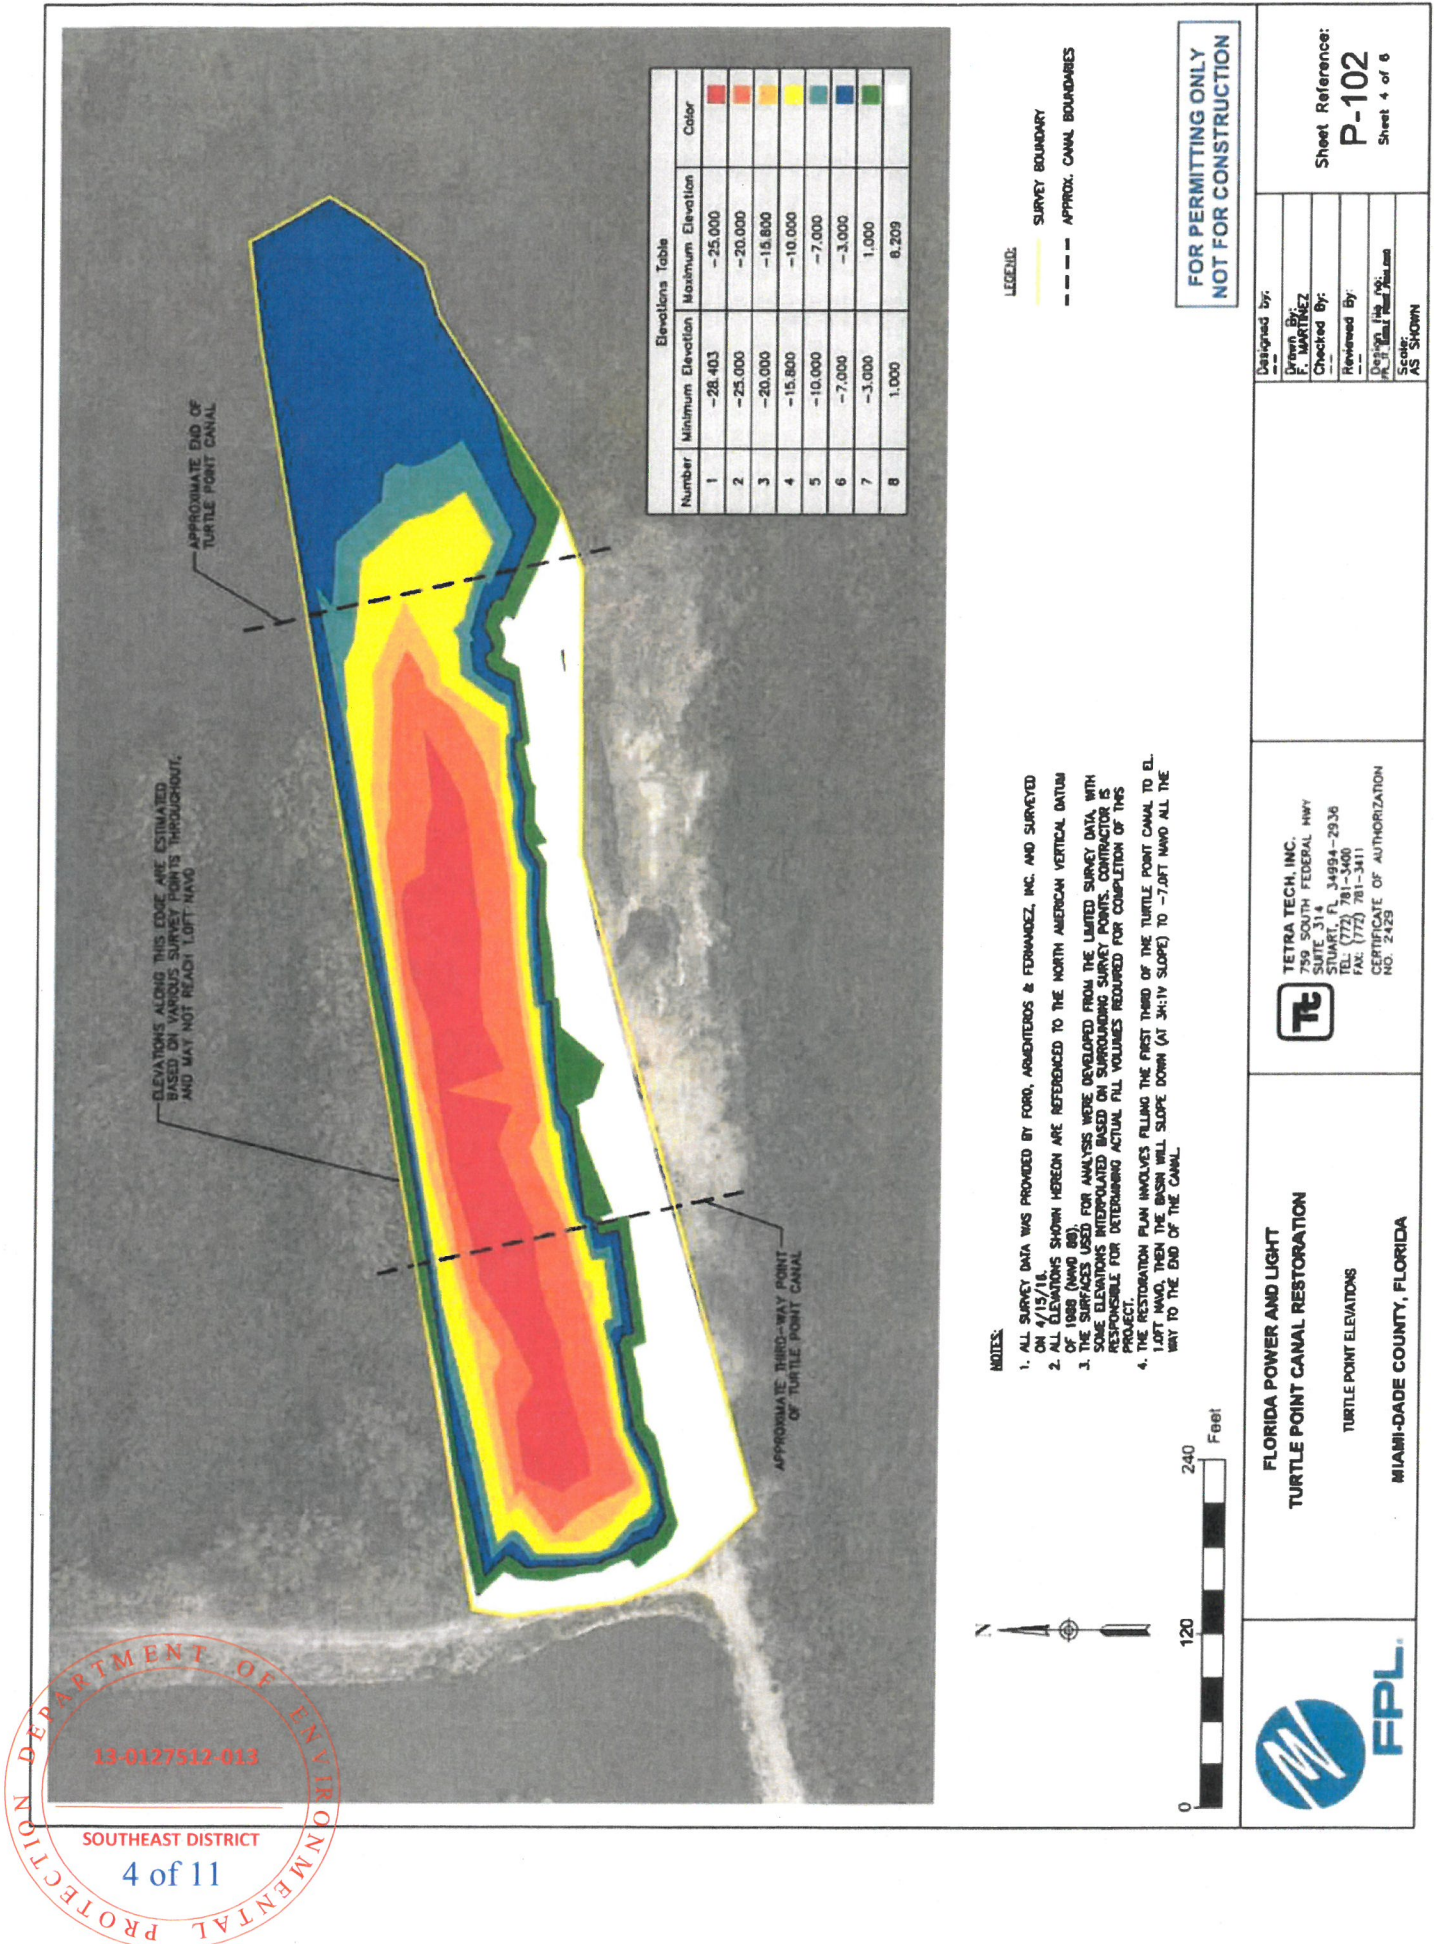 DEPARTMENT OF ENVIRONMENTAL PROTECTION
13-0127512-013
SOUTHEAST DISTRICT
4 of 11
ELEVATIONS ALONG THIS EDGE ARE ESTIMATED
BASED ON VARIOUS SURVEY POINTS THROUGHOUT,
AND MAY NOT REACH 1.0FT NAVD
APPROXIMATE END OF
TURTLE POINT CANAL
APPROXIMATE THIRD-WAY POINT
OF TURTLE POINT CANAL
Elevations Table
Number Minimum Elevation Maximum Elevation Color
1 -28.403 -25.000
2 -25.000 -20.000
3 -20.000 -15.800
4 -15.800 -10.000
5 -10.000 -7.000
6 -7.000 -3.000
7 -3.000 1.000
8 1.000 8.209
N
0 120 240
Feet
NOTES:
1. ALL SURVEY DATA WAS PROVIDED BY FORD, ARMENTEROS & FERNANDEZ, INC. AND SURVEYED
ON 4/15/16.
2. ALL ELEVATIONS SHOWN HEREON ARE REFERENCED TO THE NORTH AMERICAN VERTICAL DATUM
OF 1988 (NAVD 88).
3. THE SURFACES USED FOR ANALYSIS WERE DEVELOPED FROM THE LIMITED SURVEY DATA, WITH
SOME ELEVATIONS INTERPOLATED BASED ON SURROUNDING SURVEY POINTS. CONTRACTOR IS
RESPONSIBLE FOR DETERMINING ACTUAL FILL VOLUMES REQUIRED FOR COMPLETION OF THIS
PROJECT.
4. THE RESTORATION PLAN INVOLVES FILLING THE FIRST THIRD OF THE TURTLE POINT CANAL TO EL.
1.0FT NAVD, THEN THE BASIN WILL SLOPE DOWN (AT 3H:1V SLOPE) TO -7.0FT NAVD ALL THE
WAY TO THE END OF THE CANAL.
LEGEND:
SURVEY BOUNDARY
APPROX. CANAL BOUNDARIES
FOR PERMITTING ONLY
NOT FOR CONSTRUCTION
FPL.
FLORIDA POWER AND LIGHT
TURTLE POINT CANAL RESTORATION
TURTLE POINT ELEVATIONS
MIAMI-DADE COUNTY, FLORIDA
Tt
TETRA TECH, INC.
759 SOUTH FEDERAL HWY
SUITE 314
STUART, FL 34994-2936
TEL: (772) 781-3400
FAX: (772) 781-3411
CERTIFICATE OF AUTHORIZATION
NO. 2429
Designed by:
--
Drawn By:
F. MARTINEZ
Checked By:
--
Reviewed By:
--
Design file no.
Scale:
AS SHOWN
Sheet Reference:
P-102
Sheet 4 of 6